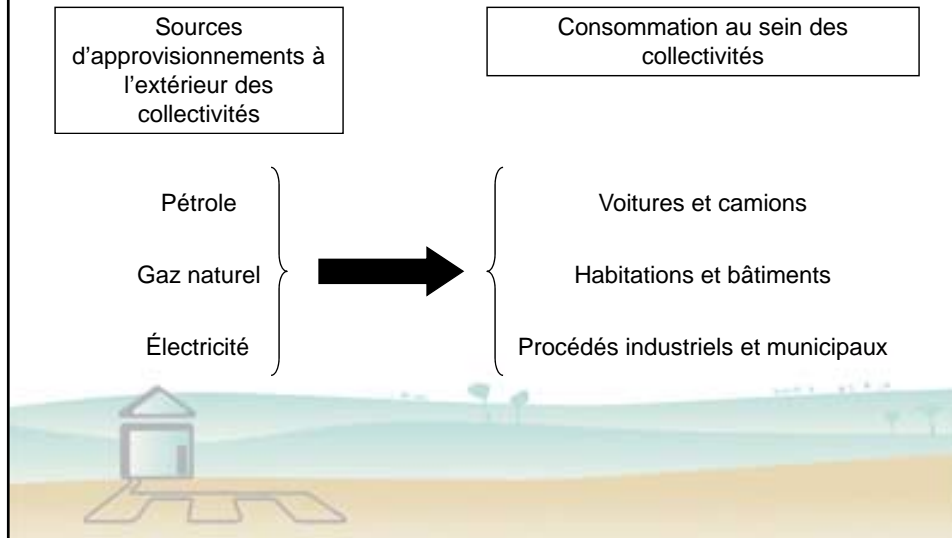 Sources
d'approvisionnements à
l'extérieur des
collectivités
Consommation au sein des
collectivités
Pétrole
Gaz naturel
Électricité
Voitures et camions
Habitations et bâtiments
Procédés industriels et municipaux